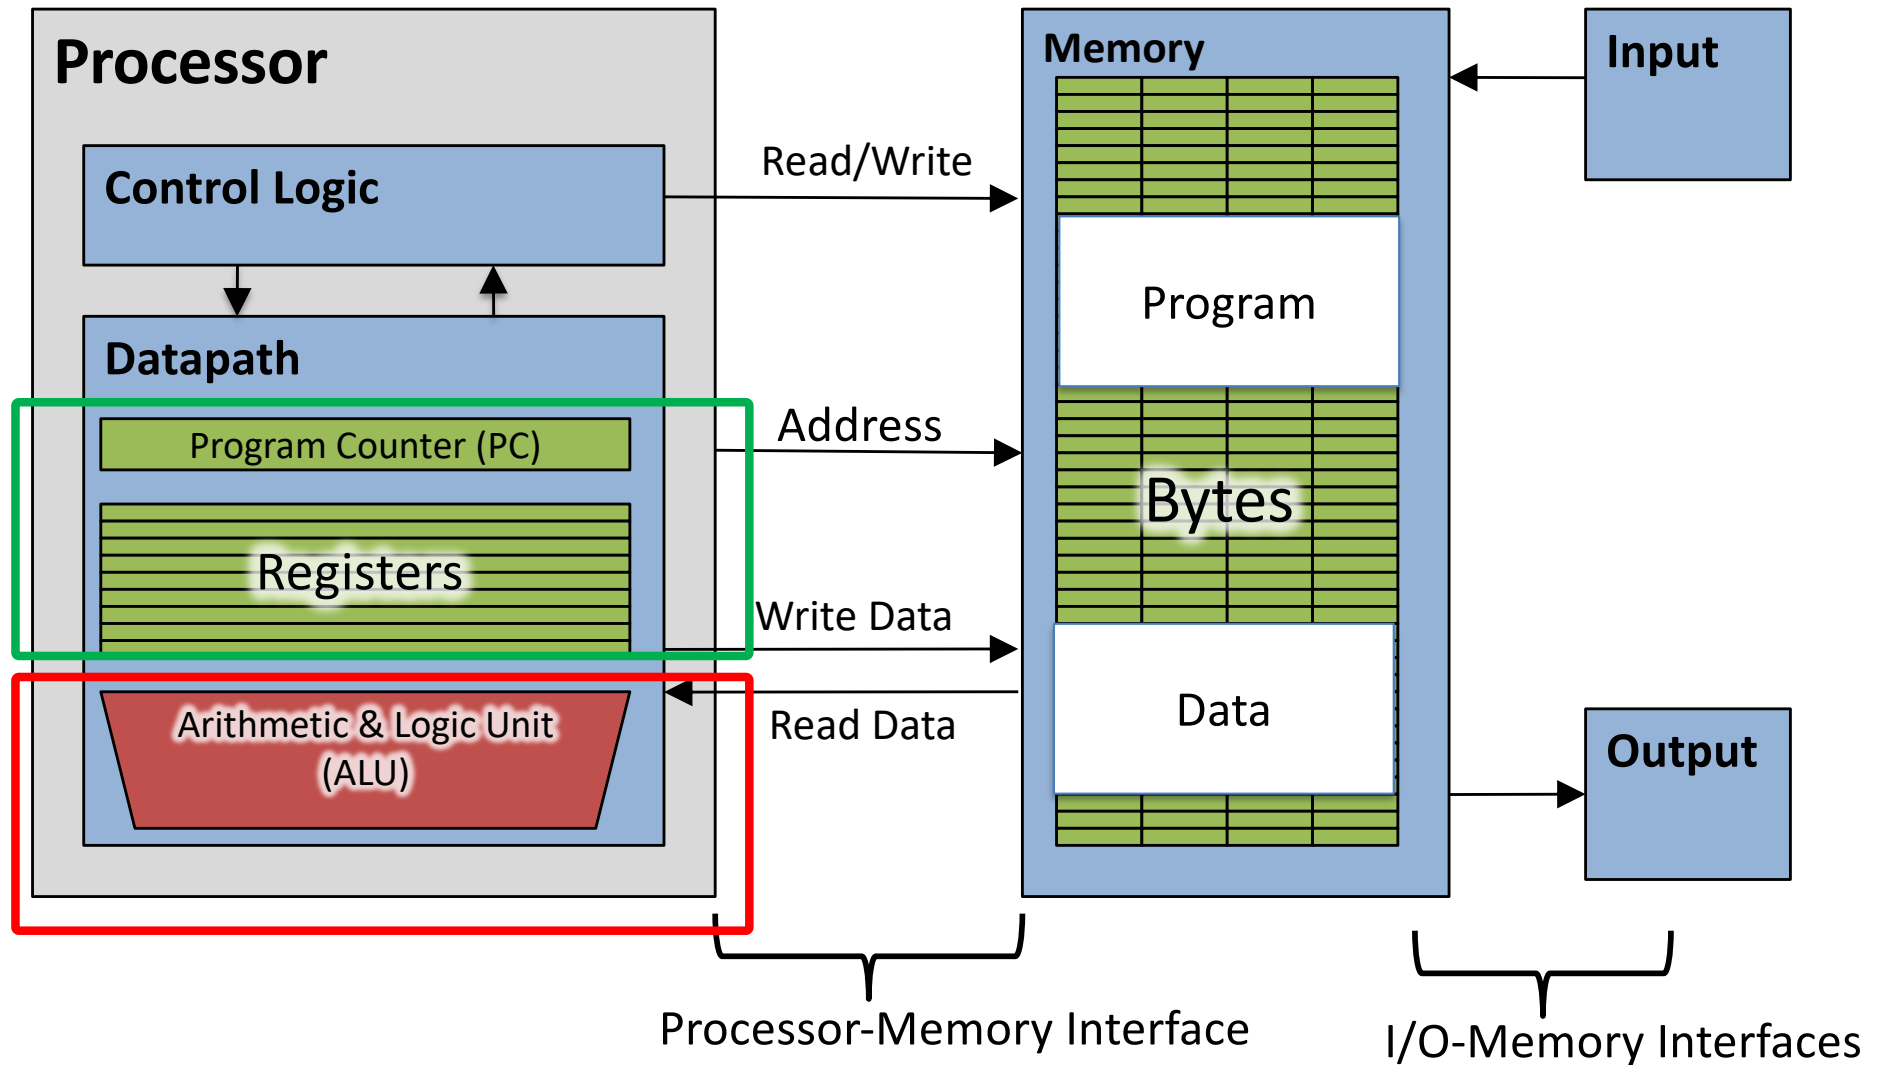 Processor
Control Logic
Datapath
Program Counter (PC)
Registers
Arithmetic & Logic Unit
(ALU)
Read/Write
Address
Write Data
Read Data
Memory
Program
Bytes
Data
Input
Output
Processor-Memory Interface
I/O-Memory Interfaces